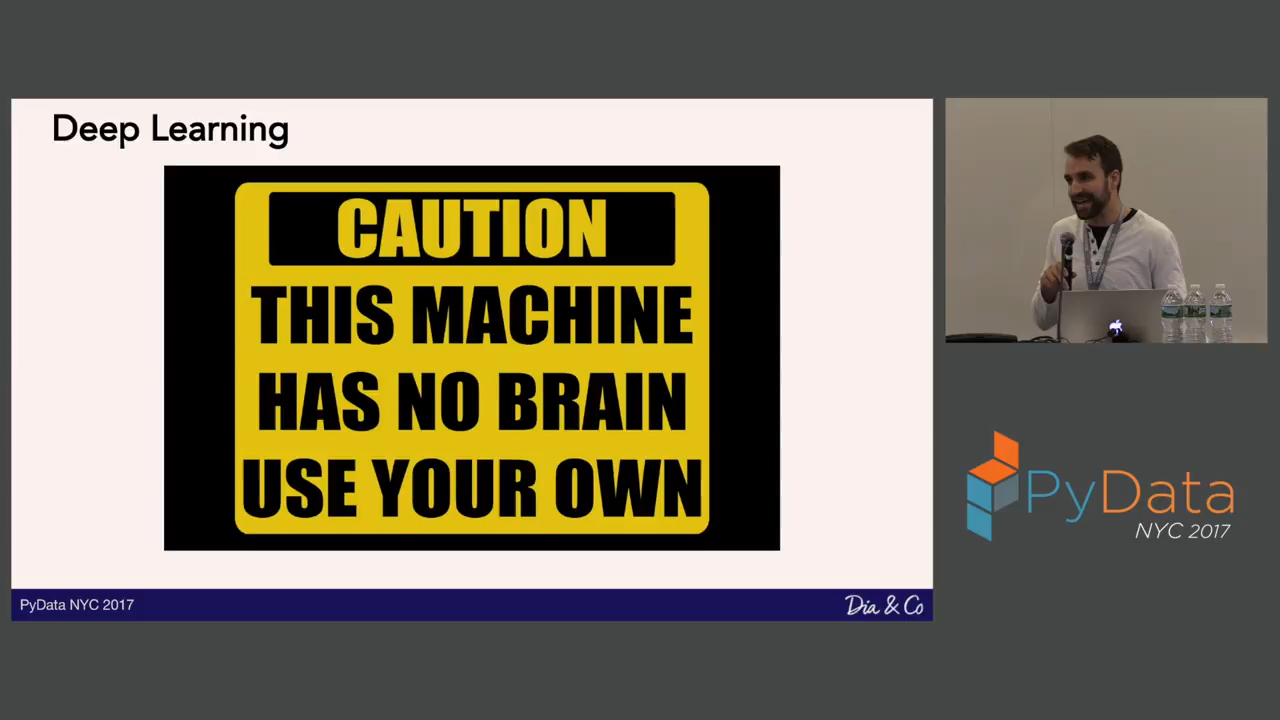 Deep Learning
CAUTION
THIS MACHINE
HAS NO BRAIN
USE YOUR OWN
PyData NYC 2017
Dia & Co
PyData
NYC 2017